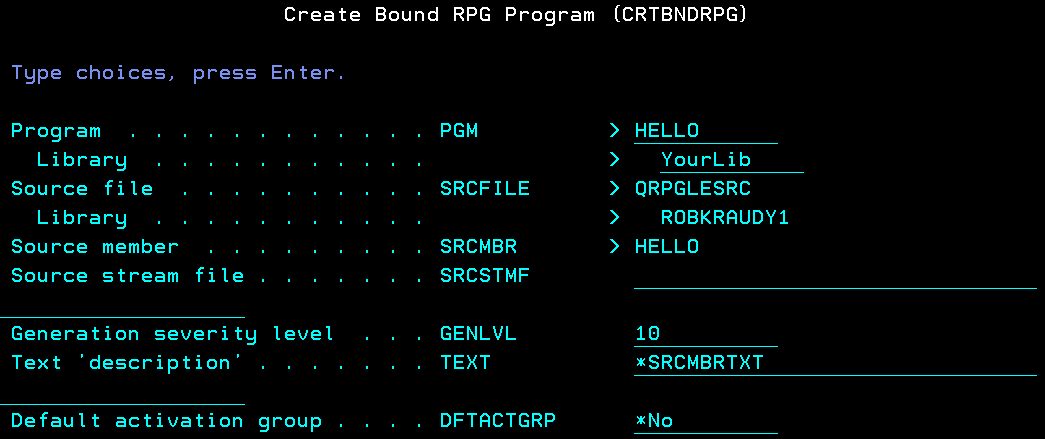 Create Bound RPG Program (CRTBNDRPG)
Type choices, press Enter.
Program . . . . . . . . . . . . PGM > HELLO
Library . . . . . . . . . . . > YourLib
Source file . . . . . . . . . . SRCFILE > QRPGLESRC
Library . . . . . . . . . . . > ROBKRAUDY1
Source member . . . . . . . . . SRCMBR > HELLO
Source stream file . . . . . . . SRCSTMF
Generation severity level . . . GENLVL 10
Text 'description' . . . . . . . TEXT *SRCMBRTXT
Default activation group . . . . DFTACTGRP *No